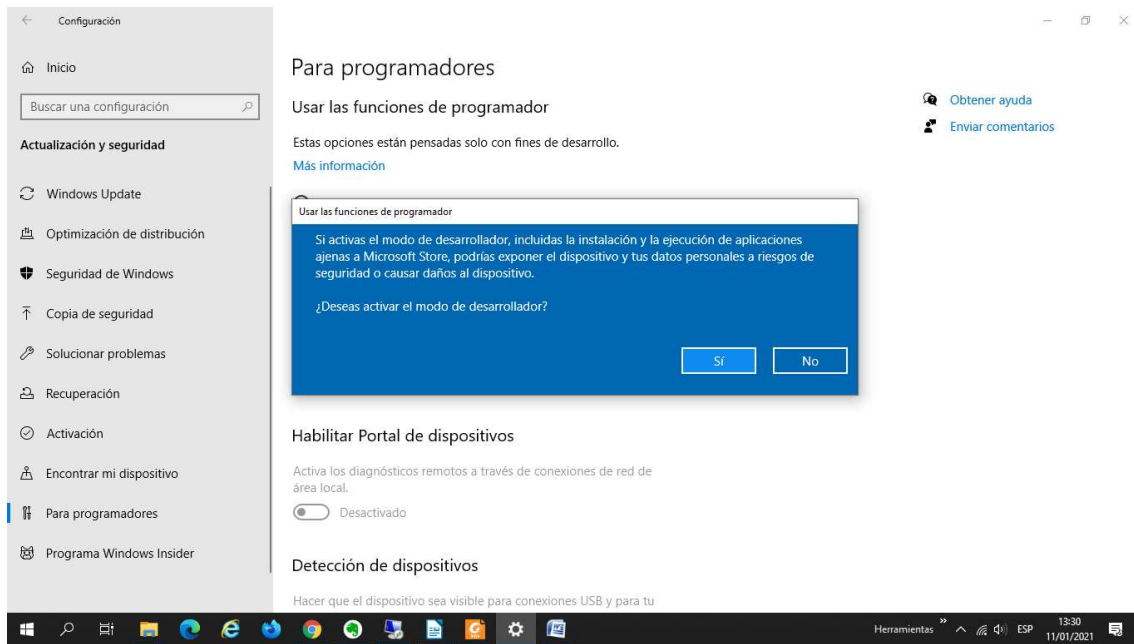 Configuración
Inicio
Buscar una configuración
Actualización y seguridad
Windows Update
Optimización de distribución
Seguridad de Windows
Copia de seguridad
Solucionar problemas
Recuperación
Activación
Encontrar mi dispositivo
Para programadores
Programa Windows Insider
Para programadores
Usar las funciones de programador
Estas opciones están pensadas solo con fines de desarrollo.
Más información
Usar las funciones de programador
Si activas el modo de desarrollador, incluidas la instalación y la ejecución de aplicaciones
ajenas a Microsoft Store, podrías exponer el dispositivo y tus datos personales a riesgos de
seguridad o causar daños al dispositivo.
¿Deseas activar el modo de desarrollador?
Sí
No
Habilitar Portal de dispositivos
Activa los diagnósticos remotos a través de conexiones de red de
área local.
Desactivado
Detección de dispositivos
Hacer que el dispositivo sea visible para conexiones USB y para tu
Obtener ayuda
Enviar comentarios
Herramientas
ESP
13:30
11/01/2021